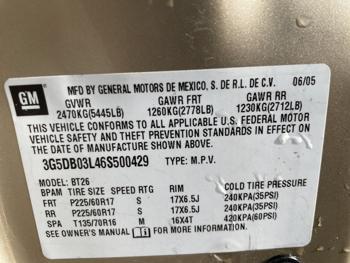 GM
MFD BY GENERAL MOTORS DE MEXICO, S. DE R.L. DE C.V. 06/05
GVWR GAWR FRT GAWR RR
2470KG(5445LB) 1260KG(2778LB) 1230KG(2712LB)
THIS VEHICLE CONFORMS TO ALL APPLICABLE U.S. FEDERAL MOTOR
VEHICLE SAFETY AND THEFT PREVENTION STANDARDS IN EFFECT ON
THE DATE OF MANUFACTURE SHOWN ABOVE.
3G5DB03L46S500429 TYPE: M.P.V.
MODEL: BT26
BAM TIRE SIZE SPEED RTG RIM COLD TIRE PRESSURE
FRT P225/60R17 S 17X6.5J 240KPA(35PSI)
RR P225/60R17 S 17X6.5J 240KPA(35PSI)
SPA T135/70R16 M 16X4T 420KPA(60PSI)
SEE OWNER'S MANUAL FOR MORE INFORMATION.